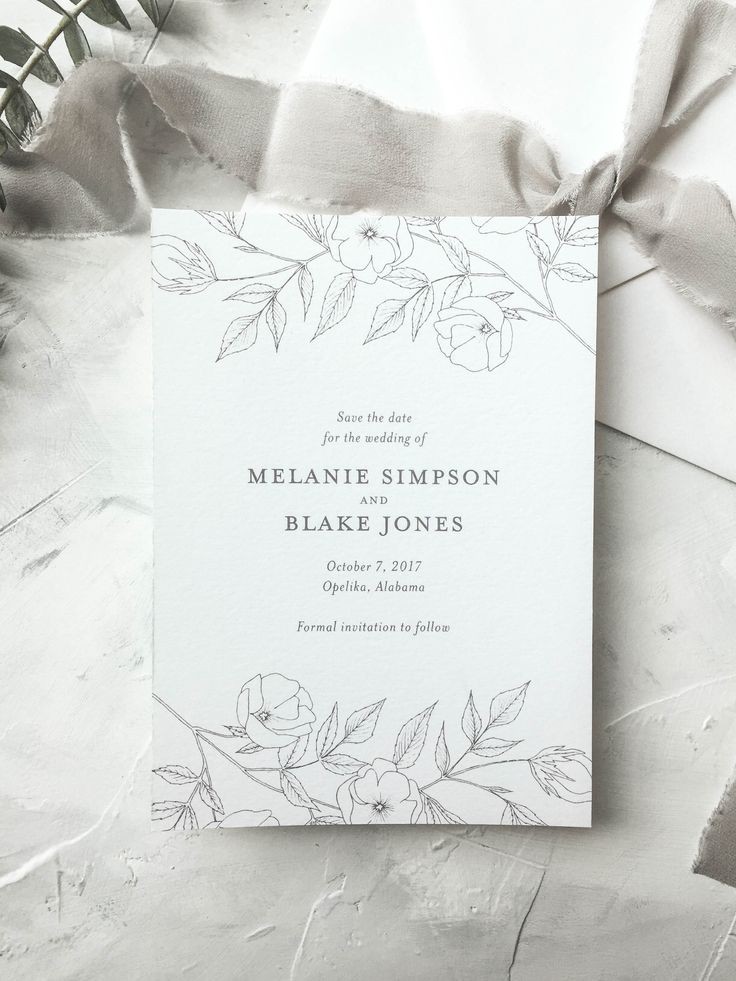 Save the date
for the wedding of
MELANIE SIMPSON
AND
BLAKE JONES
October 7, 2017
Opelika, Alabama
Formal invitation to follow